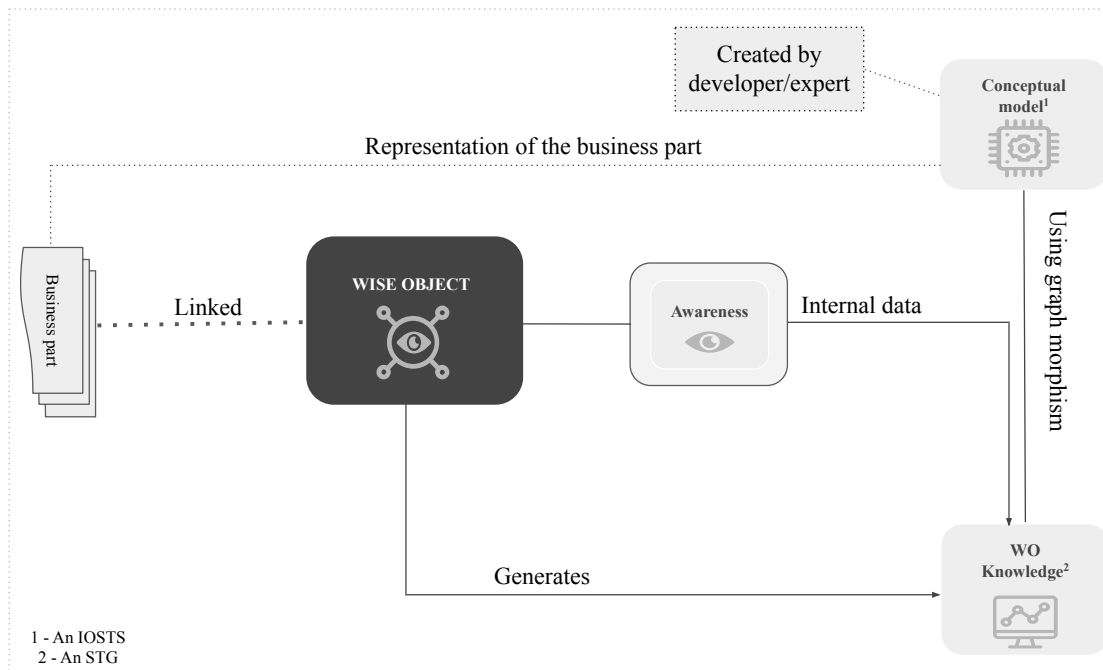 Created by
developer/expert
Conceptual
model¹
Representation of the business part
Using graph morphism
Business part
Linked
WISE OBJECT
Awareness
Internal data
Generates
WO
Knowledge²
1 - An IOSTS
2 - An STG